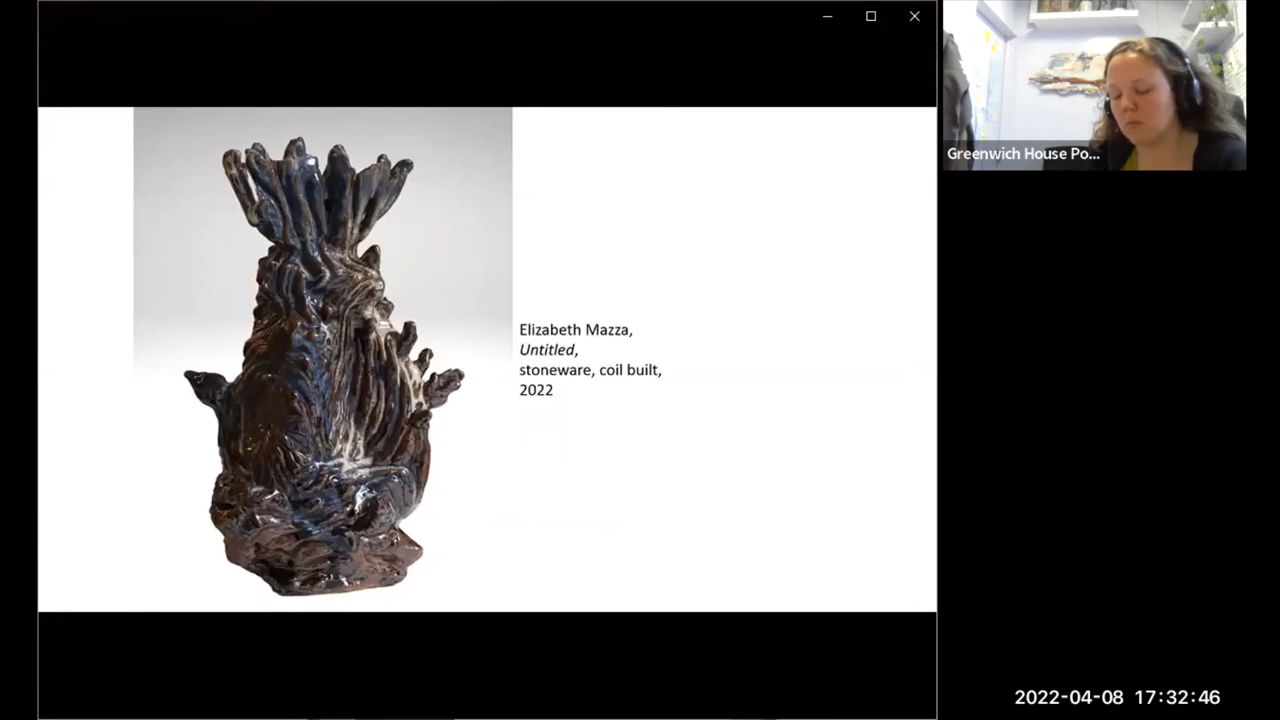 Greenwich House Po...
Elizabeth Mazza,
Untitled,
stoneware, coil built,
2022
2022-04-08 17:32:46